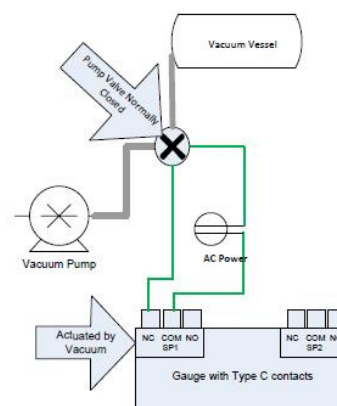 Vacuum Vessel
Pump Valve Normally
Closed
Vacuum Pump
AC Power
Actuated by
Vacuum
NC COM NO
SP1
NC COM NO
SP2
Gauge with Type C contacts